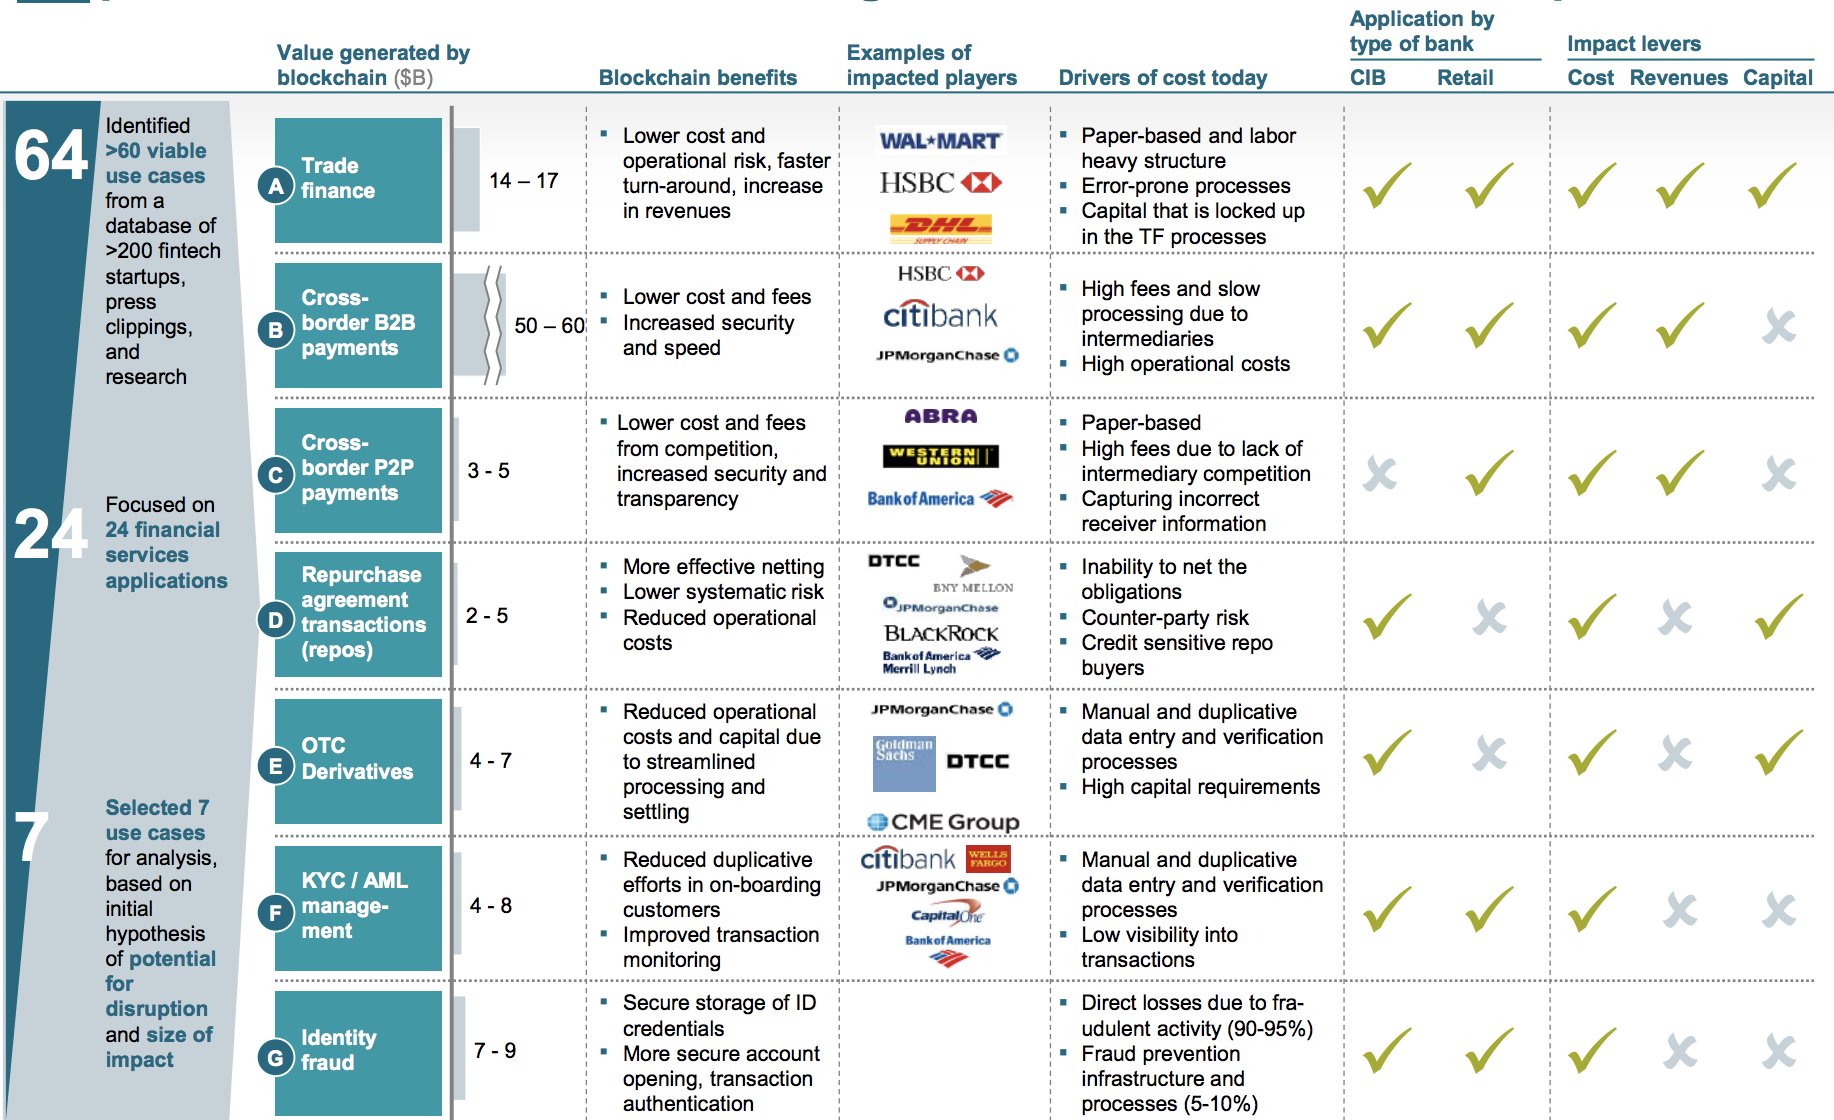 Application by
type of bank
Impact levers
Value generated by
blockchain ($B)
Blockchain benefits
Examples of
impacted players
Drivers of cost today
CIB
Retail
Cost
Revenues
Capital
64
Identified
>60 viable
use cases
from a
database of
>200 fintech
startups,
press
clippings,
and
research
24
Focused on
24 financial
services
applications
7
Selected 7
use cases
for analysis,
based on
initial
hypothesis
of potential
for
disruption
and size of
impact
A
Trade
finance
14 – 17
Lower cost and
operational risk, faster
turn-around, increase
in revenues
WAL★MART
HSBC
DHL
SUPPLY CHAIN
Paper-based and labor
heavy structure
Error-prone processes
Capital that is locked up
in the TF processes
B
Cross-
border B2B
payments
50 – 60
Lower cost and fees
Increased security
and speed
HSBC
citibank
JPMorganChase
High fees and slow
processing due to
intermediaries
High operational costs
C
Cross-
border P2P
payments
3 - 5
Lower cost and fees
from competition,
increased security and
transparency
ABRA
WESTERN
UNION
Bank of America
Paper-based
High fees due to lack of
intermediary competition
Capturing incorrect
receiver information
D
Repurchase
agreement
transactions
(repos)
2 - 5
More effective netting
Lower systematic risk
Reduced operational
costs
DTCC
BNY MELLON
JPMorganChase
BLACKROCK
Bank of America
Merrill Lynch
Inability to net the
obligations
Counter-party risk
Credit sensitive repo
buyers
E
OTC
Derivatives
4 - 7
Reduced operational
costs and capital due
to streamlined
processing and
settling
JPMorganChase
Goldman
Sachs
DTCC
CME Group
Manual and duplicative
data entry and verification
processes
High capital requirements
F
KYC / AML
manage-
ment
4 - 8
Reduced duplicative
efforts in on-boarding
customers
Improved transaction
monitoring
citibank
WELLS
FARGO
JPMorganChase
CapitalOne
Bank of America
Manual and duplicative
data entry and verification
processes
Low visibility into
transactions
G
Identity
fraud
7 - 9
Secure storage of ID
credentials
More secure account
opening, transaction
authentication
Direct losses due to fra-
udulent activity (90-95%)
Fraud prevention
infrastructure and
processes (5-10%)